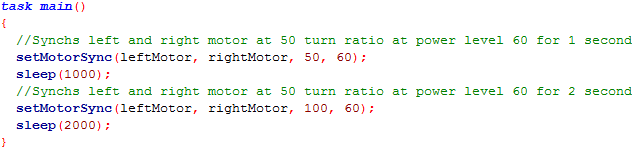 task main()
{
  //Synchs left and right motor at 50 turn ratio at power level 60 for 1 second
  setMotorSync(leftMotor, rightMotor, 50, 60);
  sleep(1000);
  //Synchs left and right motor at 50 turn ratio at power level 60 for 2 second
  setMotorSync(leftMotor, rightMotor, 100, 60);
  sleep(2000);
}